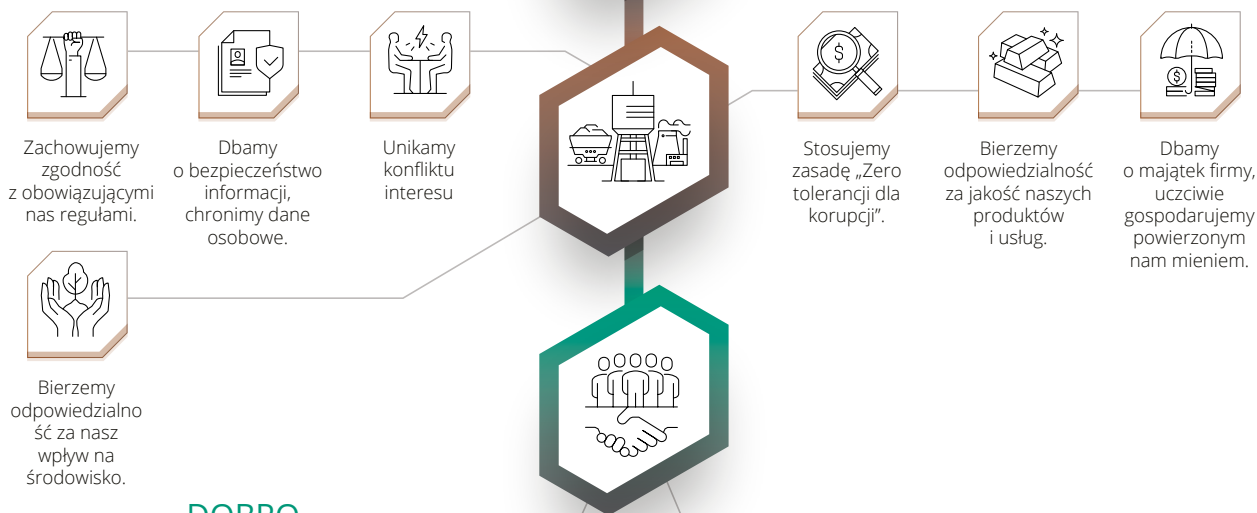 Zachowujemy
zgodność
z obowiązującymi
nas regułami.
Dbamy
o bezpieczeństwo
informacji,
chronimy dane
osobowe.
Unikamy
konfliktu
interesu
Stosujemy
zasadę „Zero
tolerancji dla
korupcji”.
Bierzemy
odpowiedzialność
za jakość naszych
produktów
i usług.
Dbamy
o majątek firmy,
uczciwie
gospodarujemy
powierzonym
nam mieniem.
Bierzemy
odpowiedzialno
ść za nasz
wpływ na
środowisko.
DOBRO